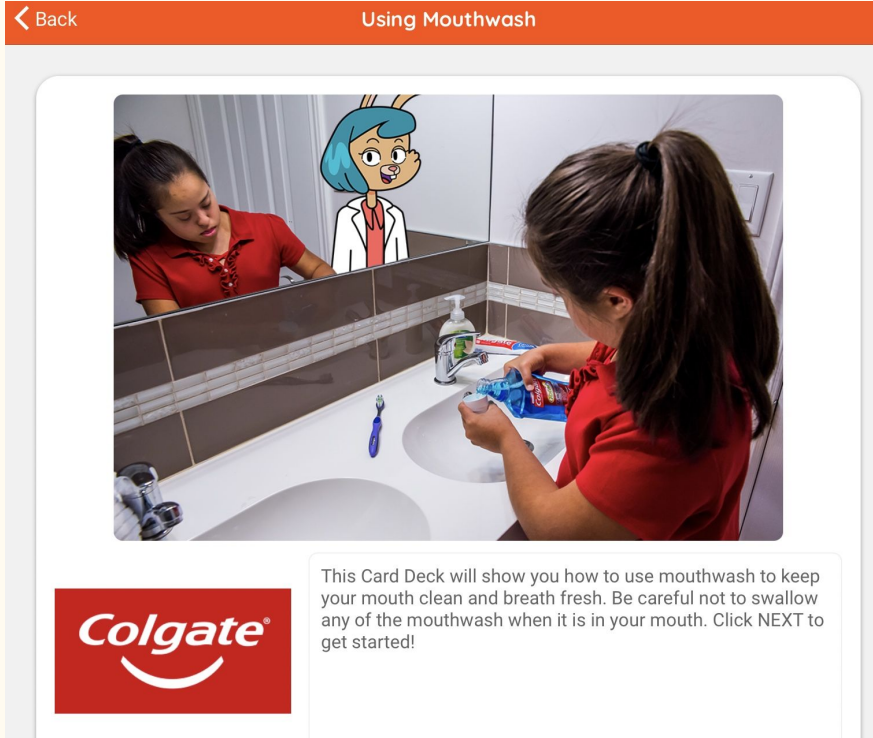 Back
Using Mouthwash
Colgate
Colgate
Colgate®
This Card Deck will show you how to use mouthwash to keep
your mouth clean and breath fresh. Be careful not to swallow
any of the mouthwash when it is in your mouth. Click NEXT to
get started!